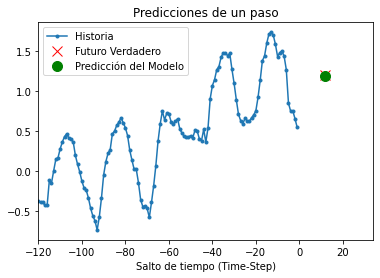 Predicciones de un paso
Historia
Futuro Verdadero
Predicción del Modelo
1.5
1.0
0.5
0.0
−0.5
−120 −100 −80 −60 −40 −20 0 20
Salto de tiempo (Time-Step)